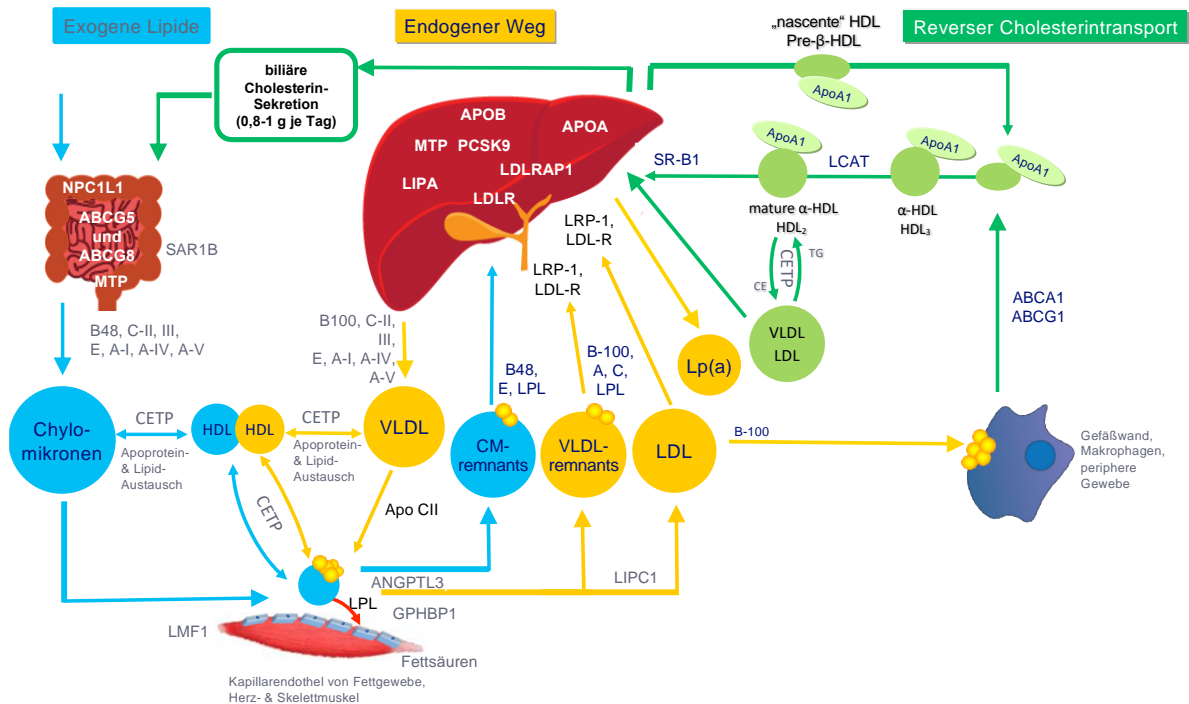 Exogene Lipide
Endogener Weg
„nascente“ HDL
Pre-β-HDL
Reverser Cholesterintransport
biliäre
Cholesterin-
Sekretion
(0,8-1 g je Tag)
ApoA1
APOB
APOA
MTP PCSK9
LDLRAP1
LIPA
LDLR
SR-B1
ApoA1
LCAT
ApoA1
ApoA1
mature α-HDL
HDL₂
α-HDL
HDL₃
NPC1L1
ABCG5
und
ABCG8
MTP
SAR1B
LRP-1,
LDL-R
LRP-1,
LDL-R
CETP
TG
CE
VLDL
LDL
ABCA1
ABCG1
B48, C-II, III,
E, A-I, A-IV, A-V
B100, C-II,
III,
E, A-I, A-IV,
A-V
B48,
E, LPL
B-100,
A, C,
LPL
Lp(a)
Chylo-
mikronen
CETP
Apoprotein-
& Lipid-
Austausch
HDL
HDL
CETP
Apoprotein-
& Lipid-
Austausch
VLDL
CM-
remnants
VLDL-
remnants
LDL
B-100
Gefäßwand,
Makrophagen,
periphere
Gewebe
CETP
Apo CII
ANGPTL3
LIPC1
LPL
GPHBP1
LMF1
Fettsäuren
Kapillarendothel von Fettgewebe,
Herz- & Skelettmuskel